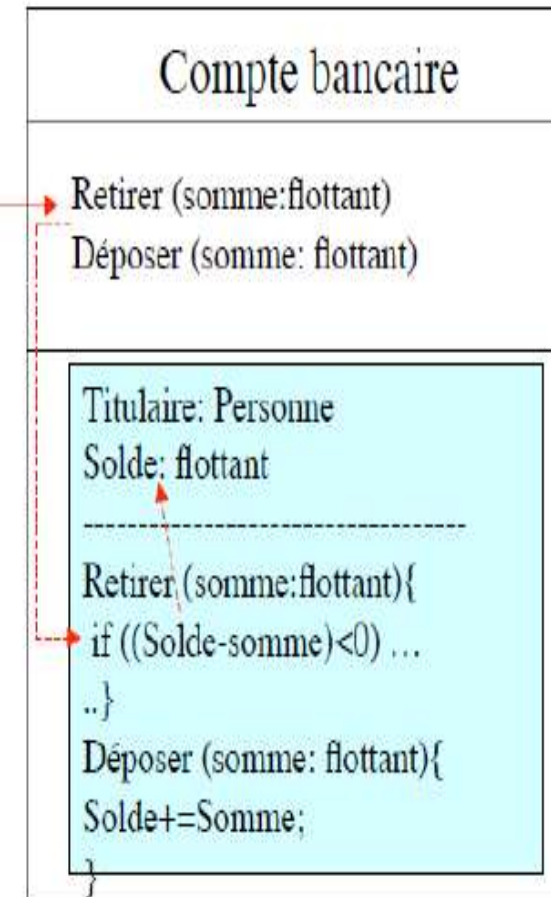 Compte bancaire
Retirer (somme:flottant)
Déposer (somme: flottant)
Titulaire: Personne
Solde: flottant
---------------------------------
Retirer (somme:flottant){
if ((Solde-somme)<0) …
..}
Déposer (somme: flottant){
Solde+=Somme;
}